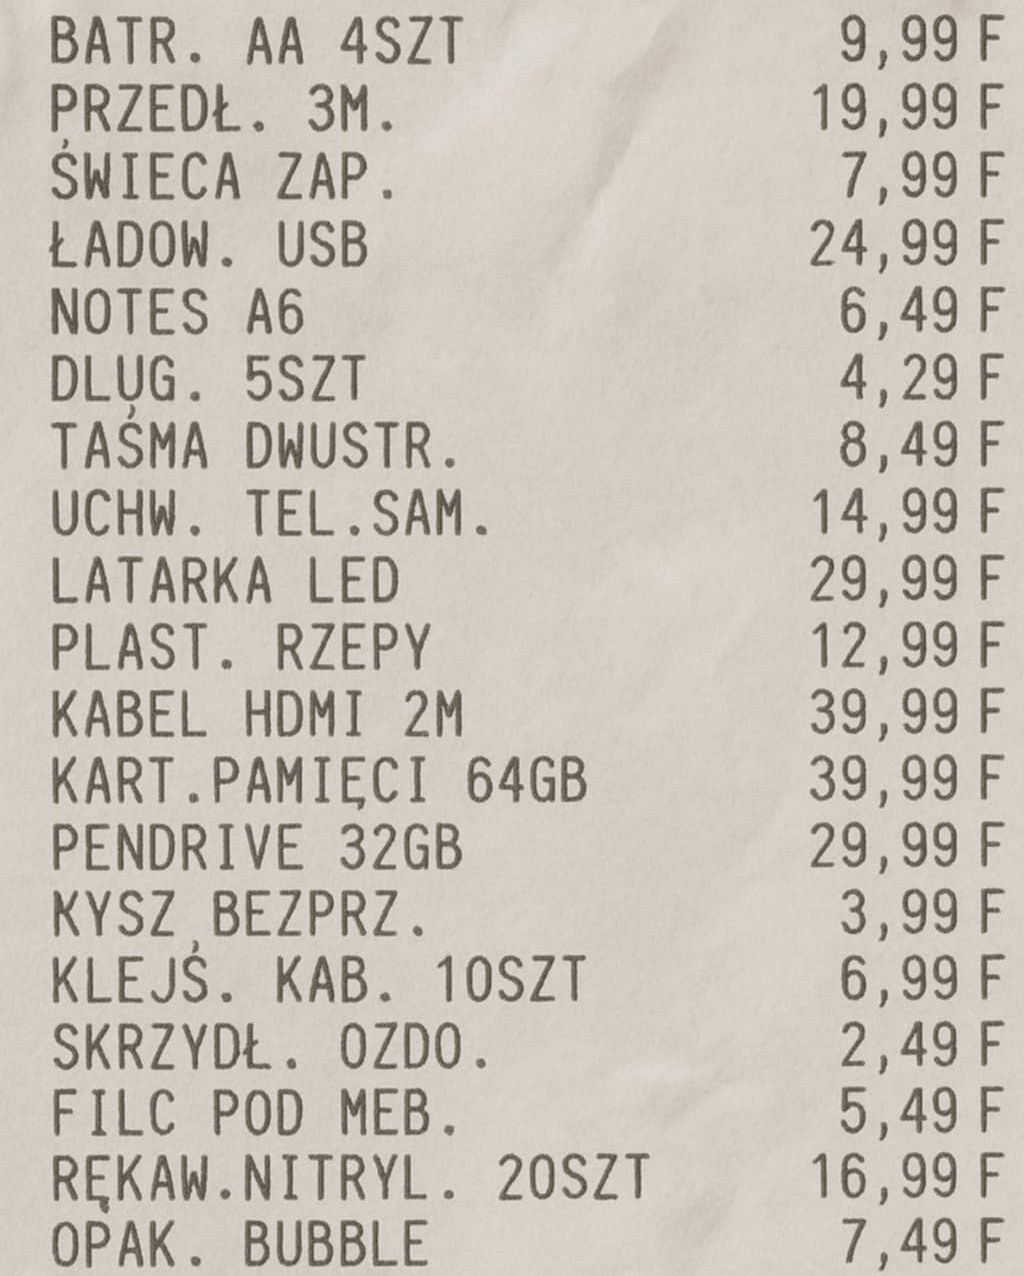 BATR. AA 4SZT 9,99 F
PRZEDŁ. 3M. 19,99 F
ŚWIECA ZAP. 7,99 F
ŁADOW. USB 24,99 F
NOTES A6 6,49 F
DLUG. 5SZT 4,29 F
TAŚMA DWUSTR. 8,49 F
UCHW. TEL.SAM. 14,99 F
LATARKA LED 29,99 F
PLAST. RZEPY 12,99 F
KABEL HDMI 2M 39,99 F
KART.PAMIĘCI 64GB 39,99 F
PENDRIVE 32GB 29,99 F
KYSZ BEZPRZ. 3,99 F
KLEJŚ. KAB. 10SZT 6,99 F
SKRZYDŁ. OZDO. 2,49 F
FILC POD MEB. 5,49 F
RĘKAW.NITRYL. 20SZT 16,99 F
OPAK. BUBBLE 7,49 F